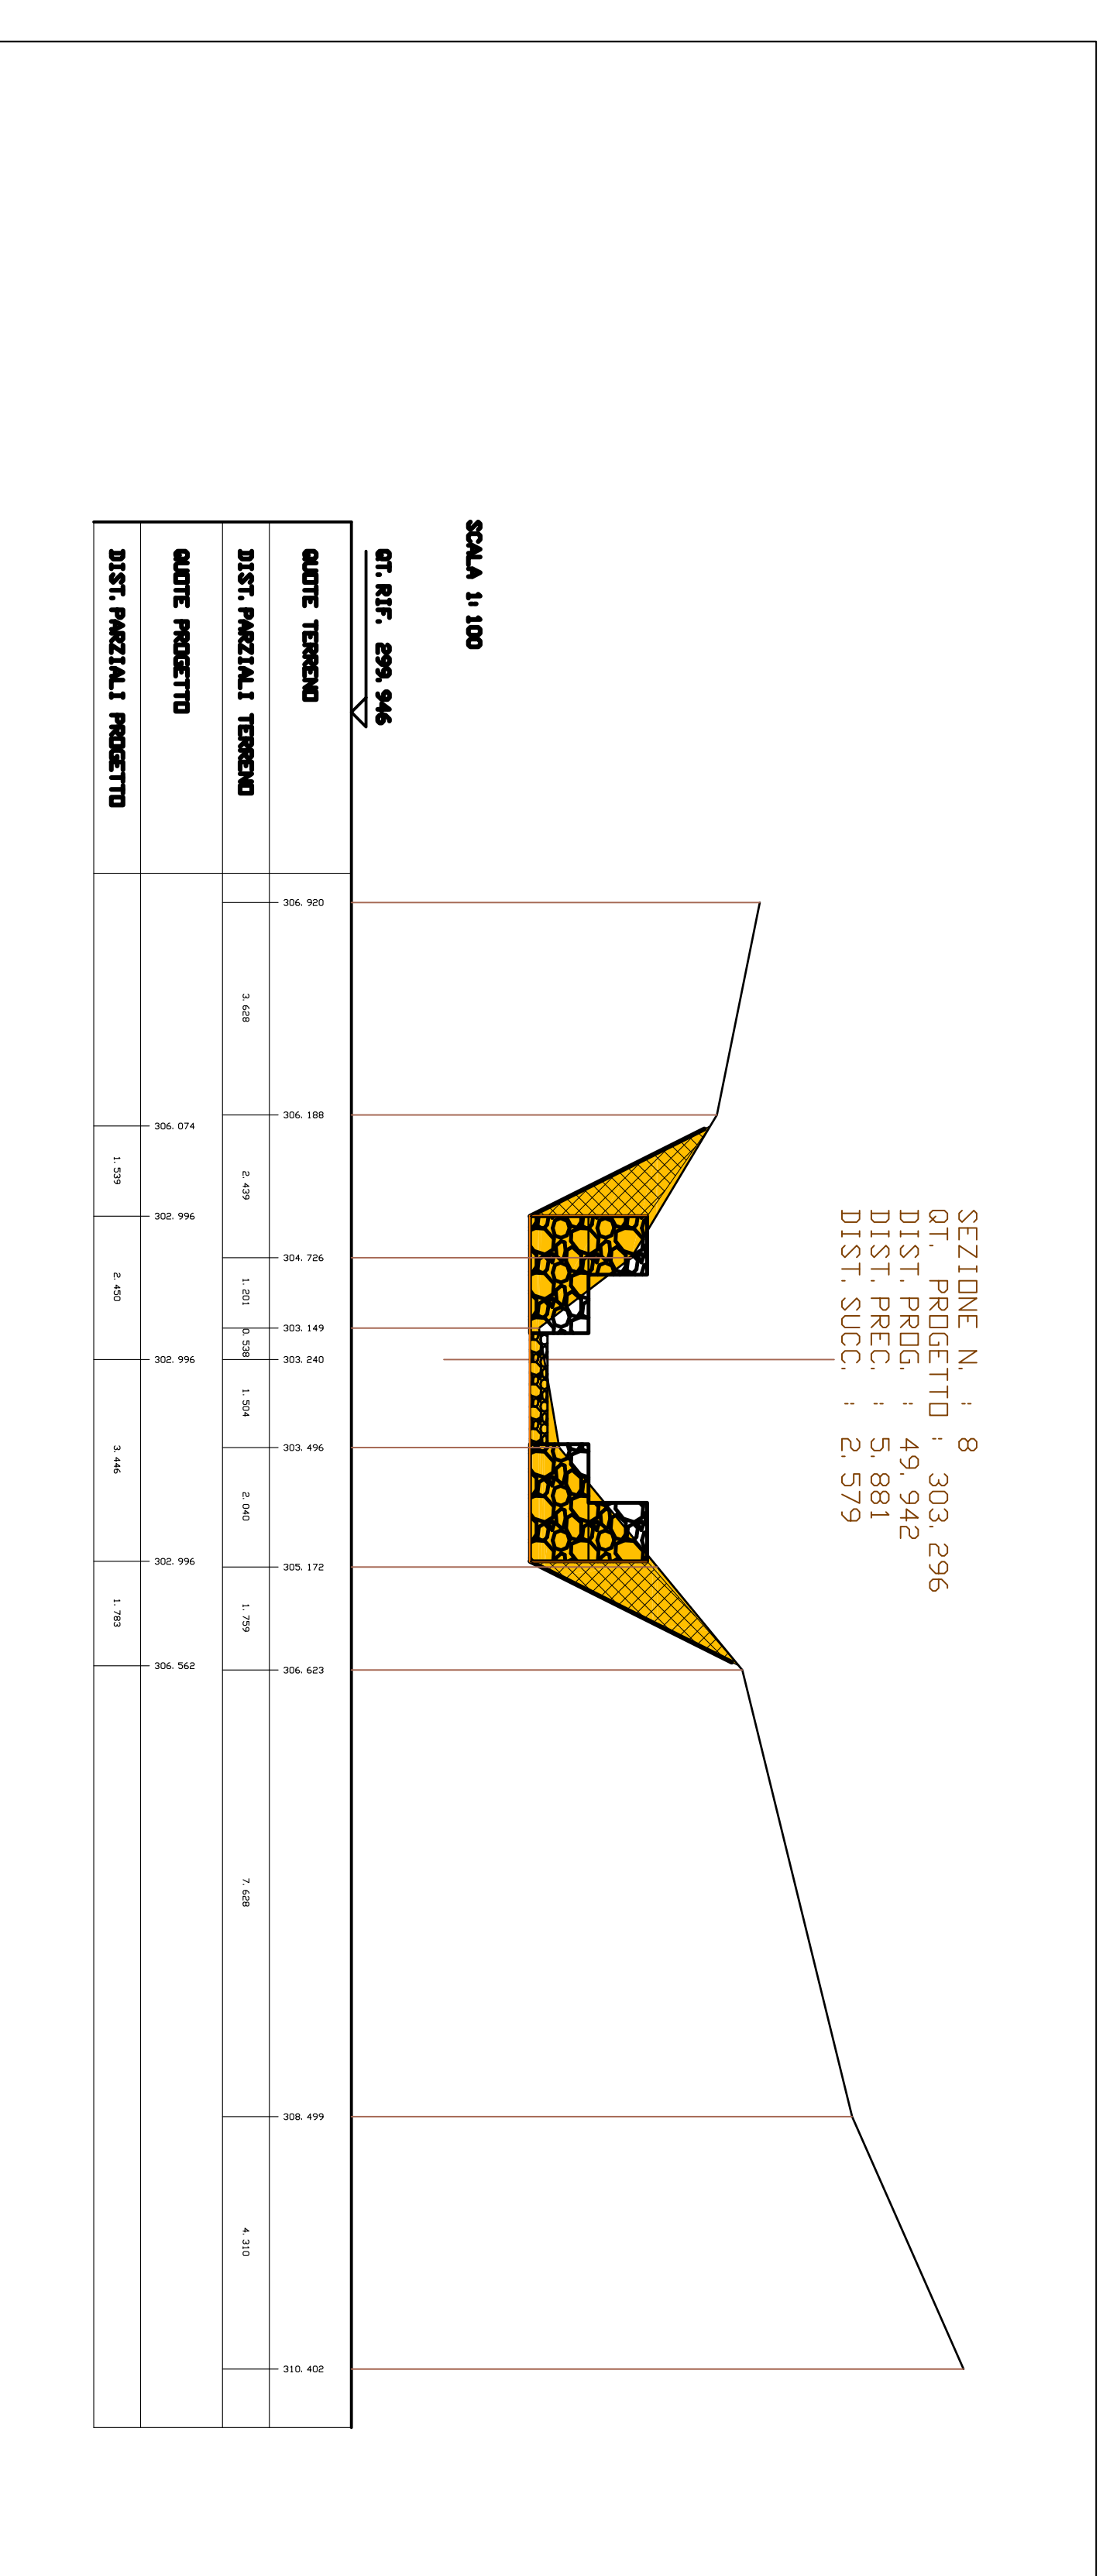 SEZIONE N. : 8
QT. PROGETTO : 303,296
DIST. PROG. : 49,942
DIST. PREC. : 5,881
DIST. SUCC. : 2,579
SCALA 1:100
QT.RIF. 299,946
QUOTE TERRENO 306.920 306.188 304.726 303.149 303.240 303.496 305.172 306.623 308.499 310.402
DIST.PARZIALI TERRENO 3.628 2.439 1.201 0.538 1.504 2.040 1.759 7.628 4.310
QUOTE PROGETTO 306.074 302.996 302.996 302.996 306.562
DIST.PARZIALI PROGETTO 1.539 2.450 3.446 1.783